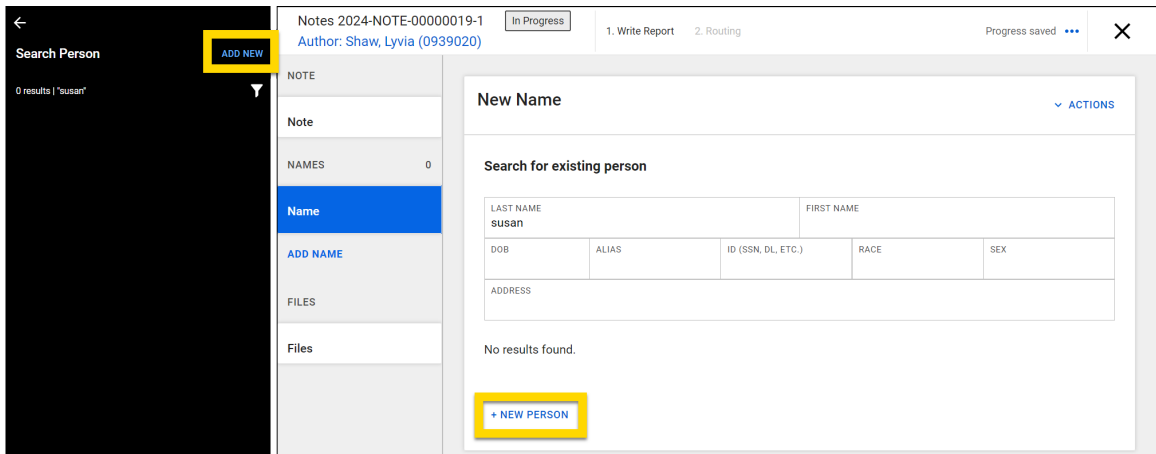 Search Person
ADD NEW
0 results | "susan"
Notes 2024-NOTE-00000019-1
In Progress
Author: Shaw, Lyvia (0939020)
1. Write Report
2. Routing
Progress saved
NOTE
Note
NAMES 0
Name
ADD NAME
FILES
Files
New Name
ACTIONS
Search for existing person
LAST NAME
susan
FIRST NAME
DOB
ALIAS
ID (SSN, DL, ETC.)
RACE
SEX
ADDRESS
No results found.
+ NEW PERSON